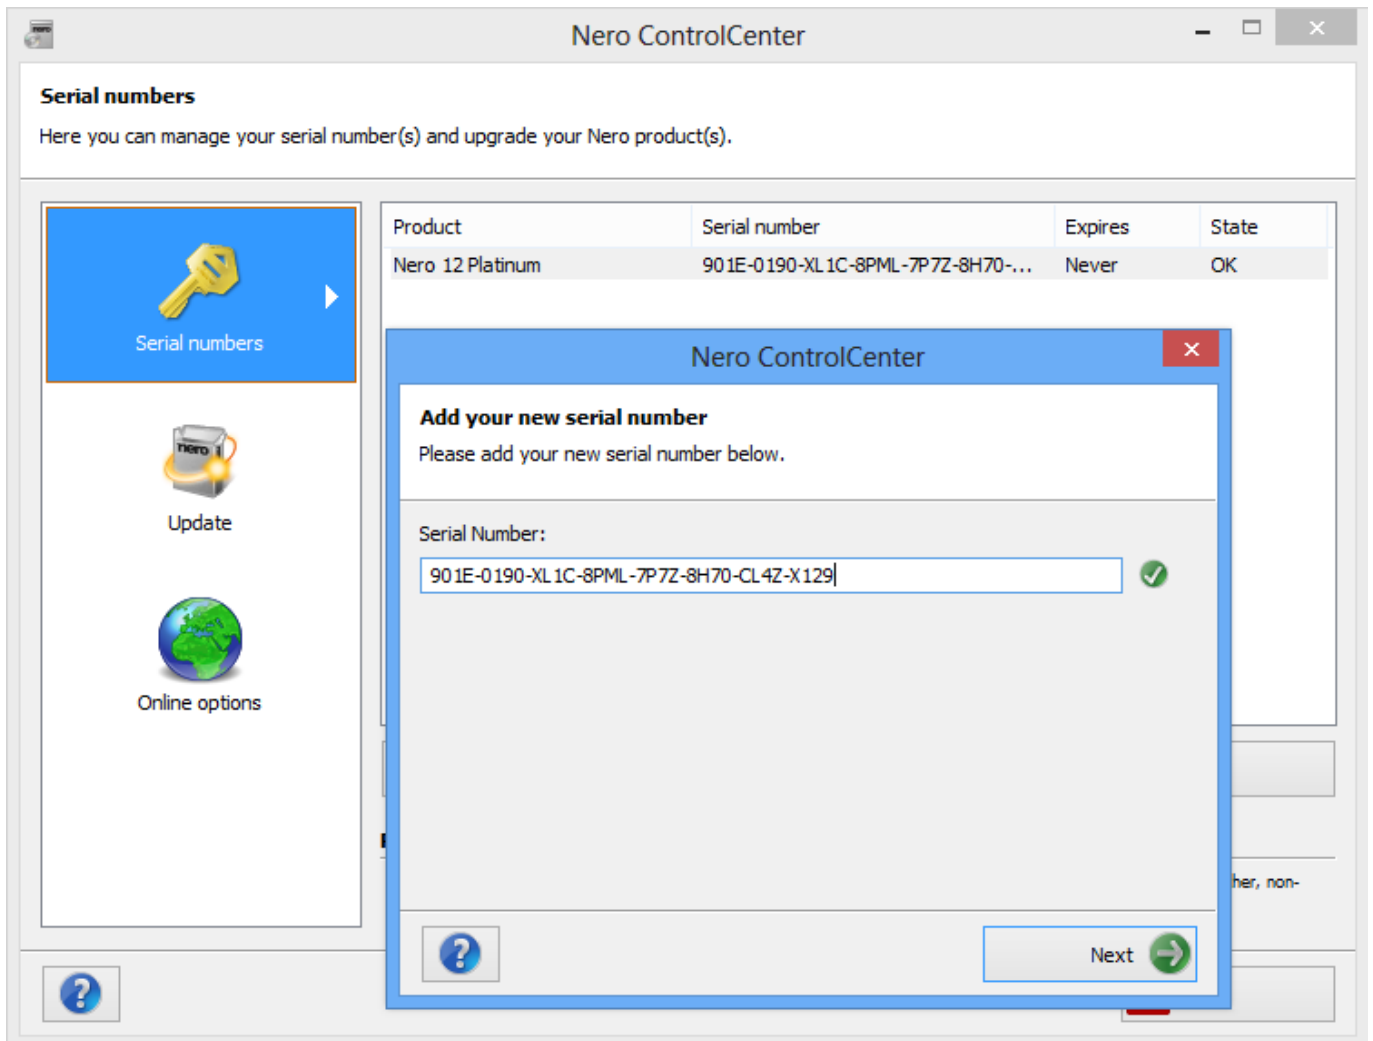 Nero ControlCenter
Serial numbers
Here you can manage your serial number(s) and upgrade your Nero product(s).
Product Serial number Expires State
Nero 12 Platinum 901E-0190-XL1C-8PML-7P7Z-8H70-... Never OK
Serial numbers
Nero ControlCenter
Add your new serial number
Please add your new serial number below.
nero
Update
Serial Number:
901E-0190-XL1C-8PML-7P7Z-8H70-CL4Z-X129
Online options
her, non-
Next